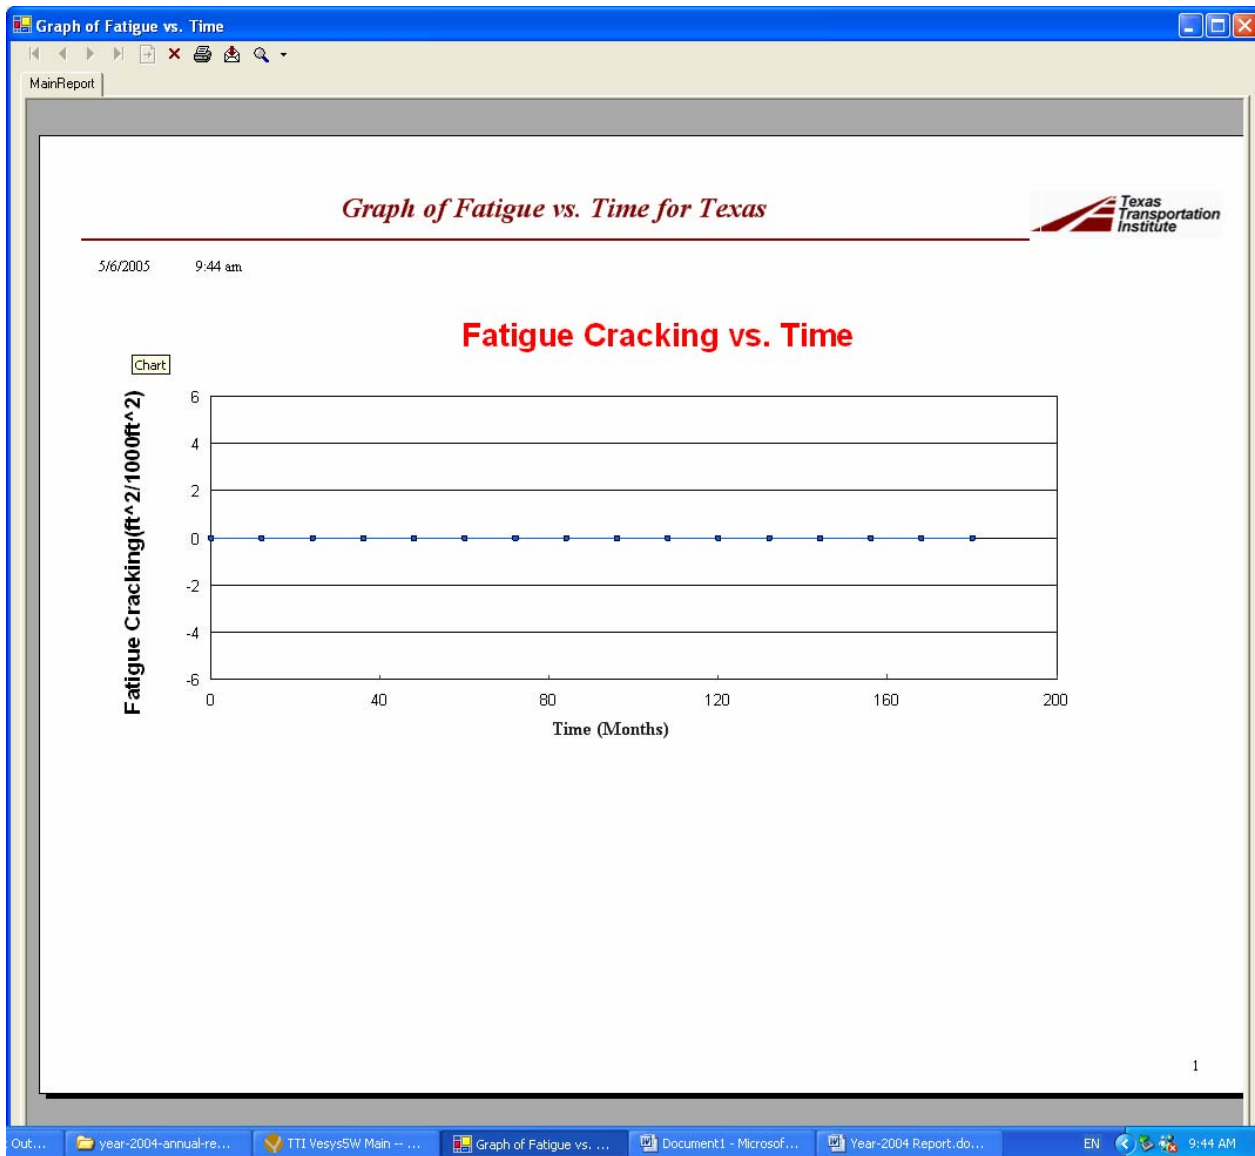 Graph of Fatigue vs. Time
MainReport
Graph of Fatigue vs. Time for Texas
Texas
Transportation
Institute
5/6/2005 9:44 am
Fatigue Cracking vs. Time
Chart
Fatigue Cracking(ft^2/1000ft^2)
6
4
2
0
-2
-4
-6
0 40 80 120 160 200
Time (Months)
1
Out... year-2004-annual-re... TTI Vesys5W Main -- ... Graph of Fatigue vs. ... Document1 - Microsof... Year-2004 Report.do... EN 9:44 AM